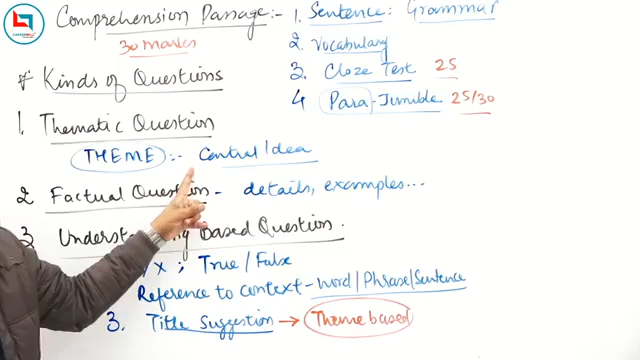 Comprehension Passage:-
30 marks
Kinds of Questions
1. Thematic Question
THEME :- Central Idea
2 Factual Question - details, examples...
3 Understanding Based Question.
/ X ; True / False
Reference to context - Word / Phrase / Sentence
3. Title Suggestion → Theme based
1. Sentence: Grammar
2. Vocabulary
3. Cloze Test 25
4 Para-Jumble 25/30